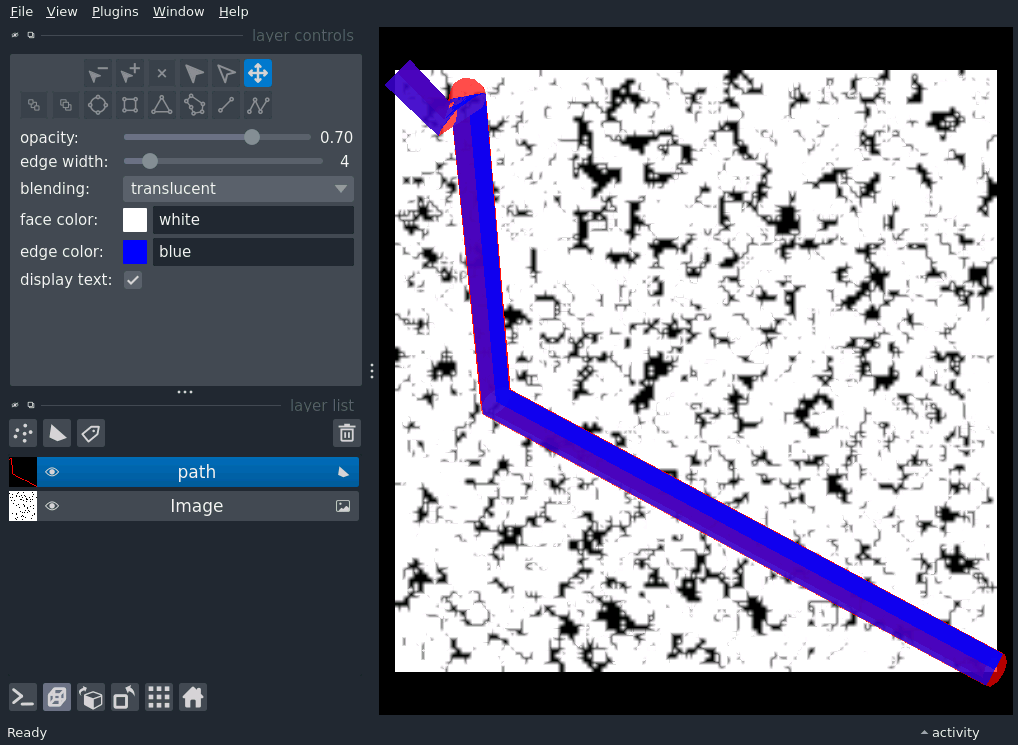 File View Plugins Window Help
layer controls
opacity: 0.70
edge width: 4
blending: translucent
face color: white
edge color: blue
display text:
layer list
path
Image
Ready activity